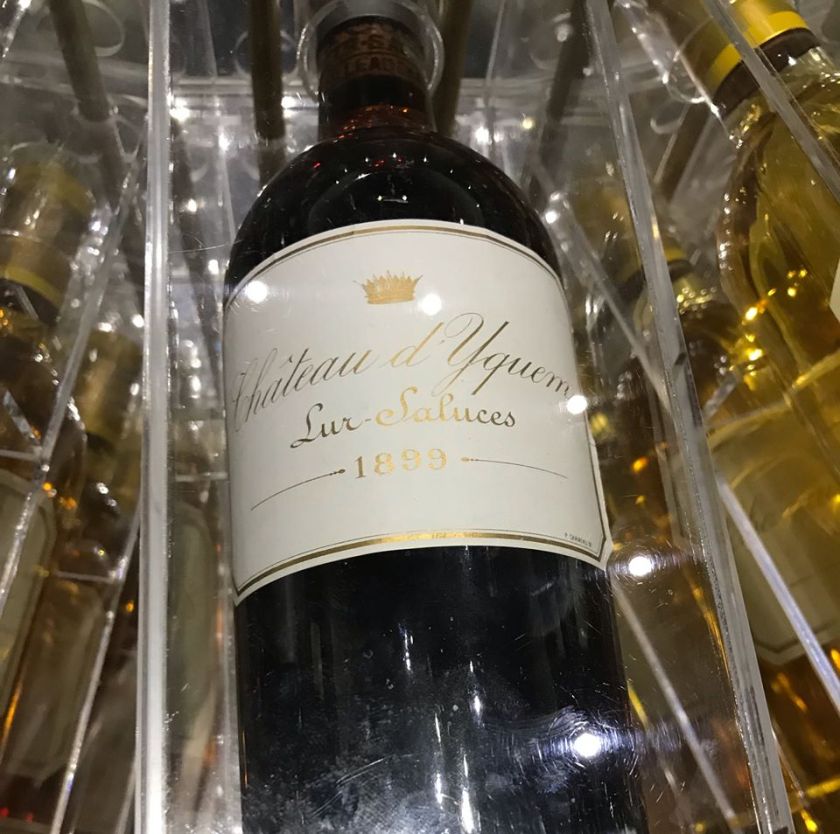 Château d'Yquem
Lur-Saluces
1899